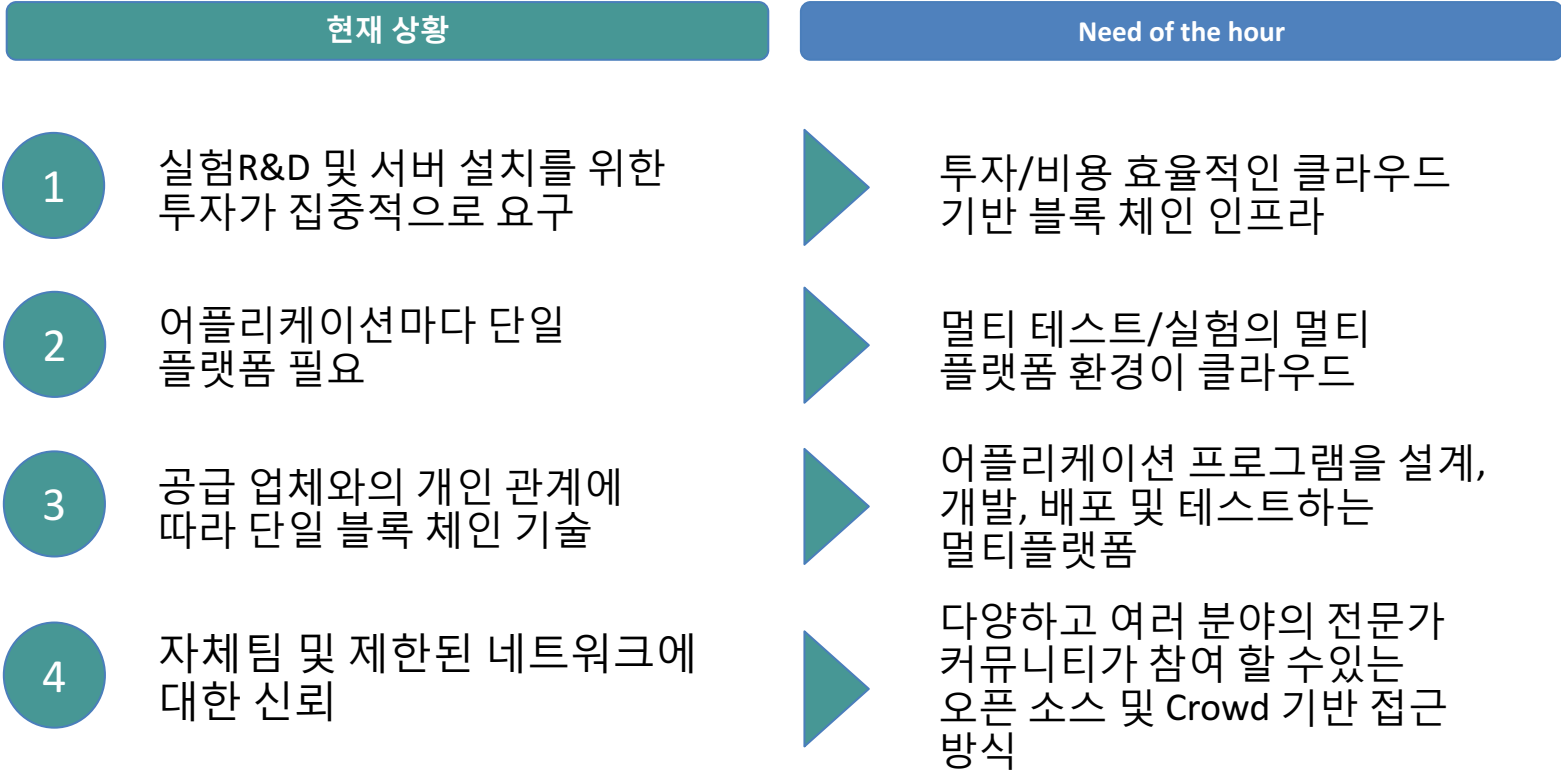 현재 상황
Need of the hour
1
실험R&D 및 서버 설치를 위한
투자가 집중적으로 요구
투자/비용 효율적인 클라우드
기반 블록 체인 인프라
2
어플리케이션마다 단일
플랫폼 필요
멀티 테스트/실험의 멀티
플랫폼 환경이 클라우드
3
공급 업체와의 개인 관계에
따라 단일 블록 체인 기술
어플리케이션 프로그램을 설계,
개발, 배포 및 테스트하는
멀티플랫폼
4
자체팀 및 제한된 네트워크에
대한 신뢰
다양하고 여러 분야의 전문가
커뮤니티가 참여 할 수있는
오픈 소스 및 Crowd 기반 접근
방식